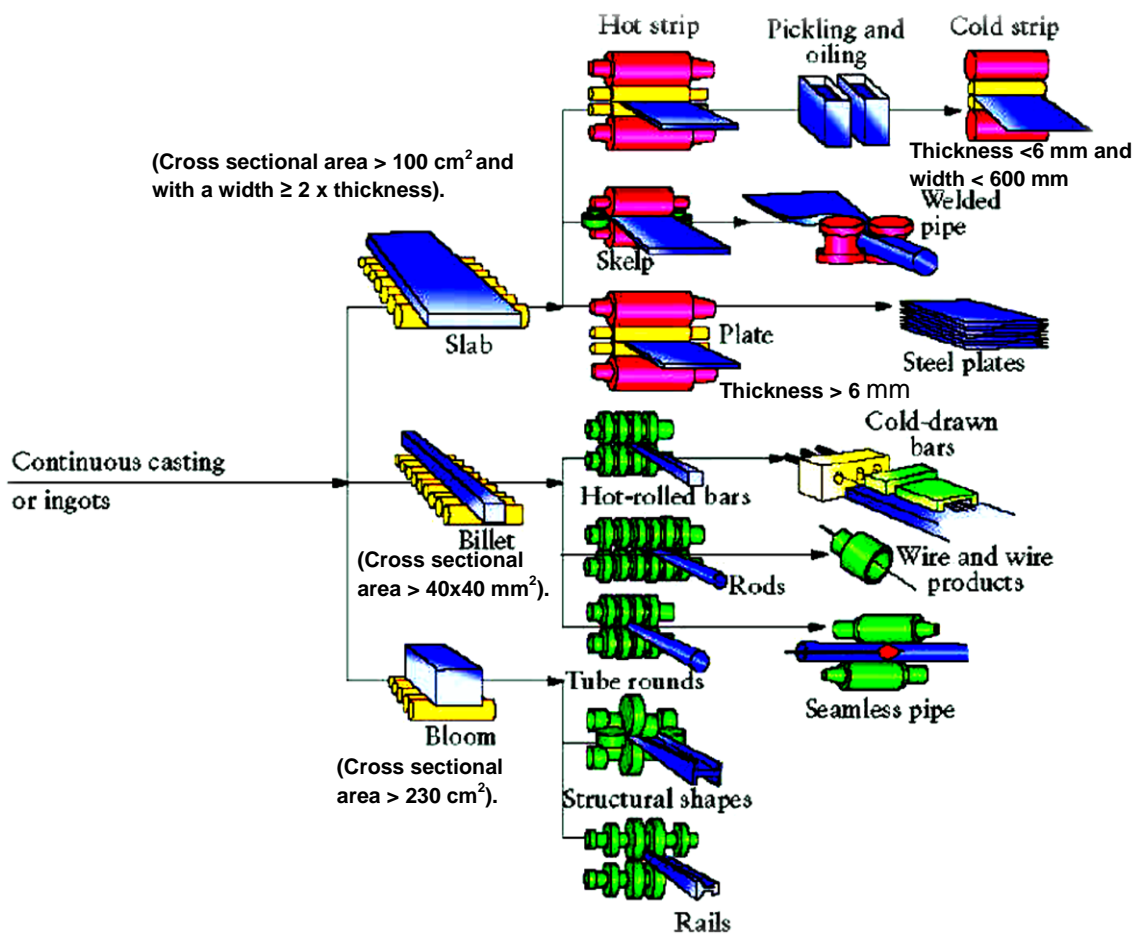 Hot strip
Pickling and
oiling
Cold strip
(Cross sectional area > 100 cm² and
with a width ≥ 2 x thickness).
Thickness <6 mm and
width < 600 mm
Welded
pipe
Skelp
Slab
Plate
Steel plates
Thickness > 6 mm
Cold-drawn
bars
Continuous casting
or ingots
Hot-rolled bars
Billet
(Cross sectional
area > 40x40 mm²).
Wire and wire
products
Rods
Tube rounds
Seamless pipe
Bloom
(Cross sectional
area > 230 cm²).
Structural shapes
Rails